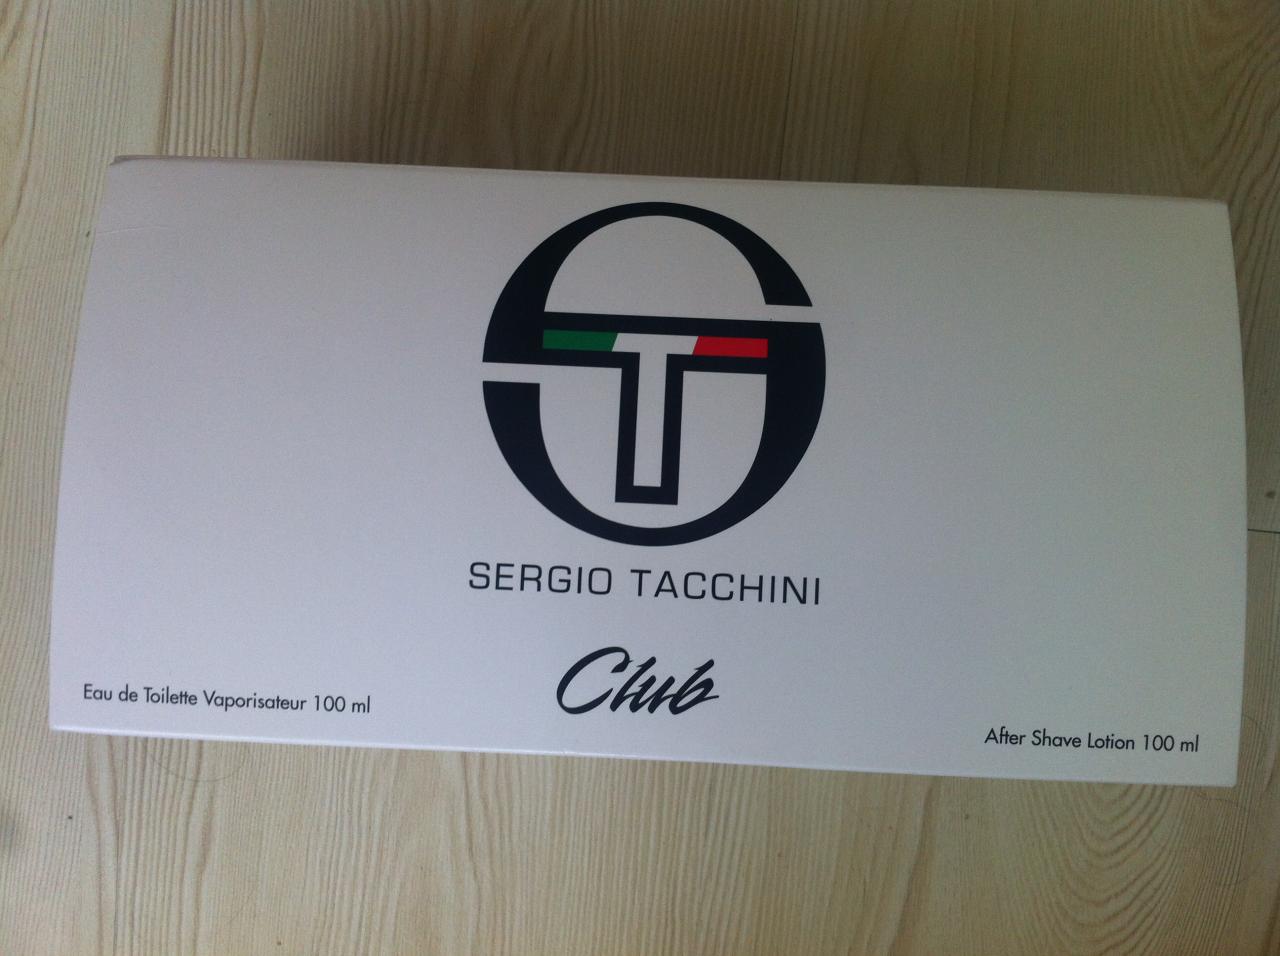 SERGIO TACCHINI
Club
Eau de Toilette Vaporisateur 100 ml
After Shave Lotion 100 ml